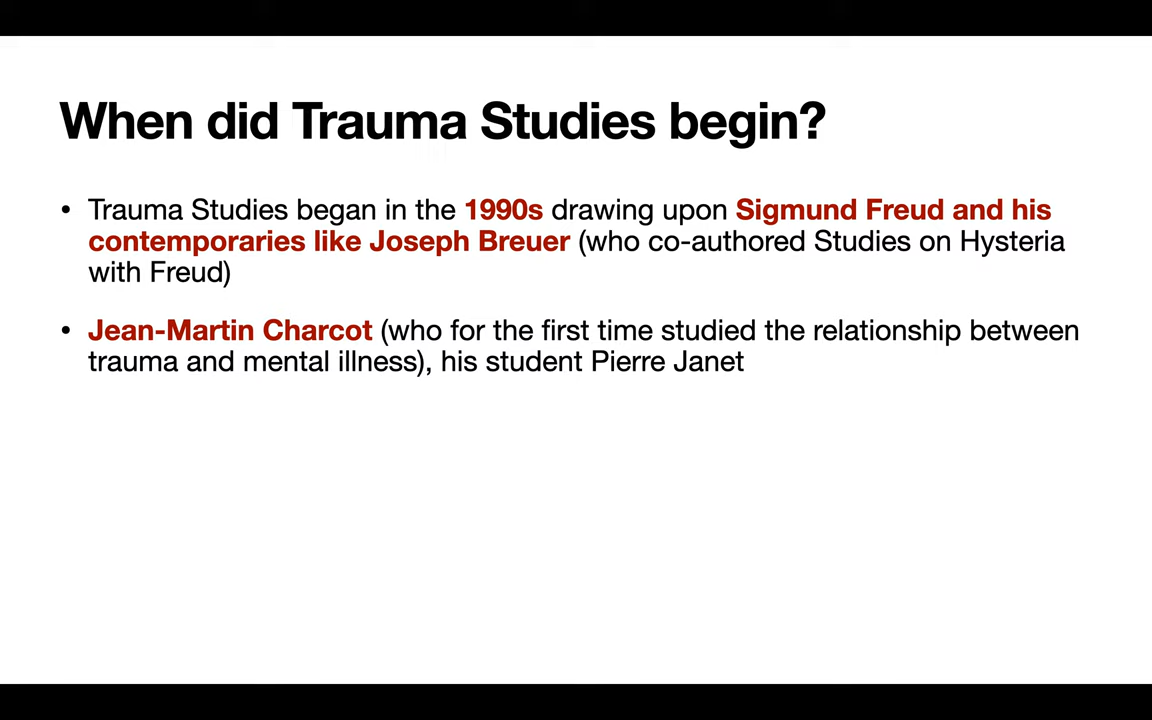 When did Trauma Studies begin?
• Trauma Studies began in the 1990s drawing upon Sigmund Freud and his
contemporaries like Joseph Breuer (who co-authored Studies on Hysteria
with Freud)
• Jean-Martin Charcot (who for the first time studied the relationship between
trauma and mental illness), his student Pierre Janet